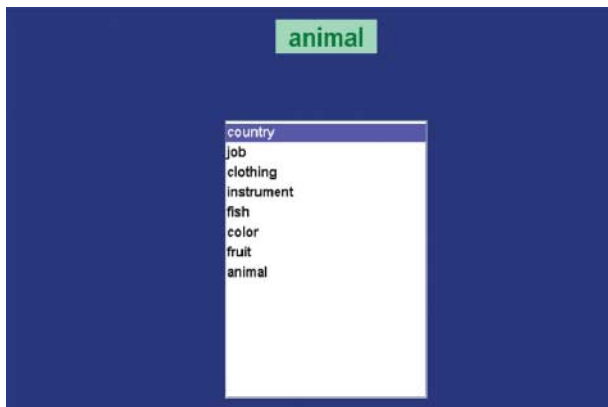 animal
country
job
clothing
instrument
fish
color
fruit
animal